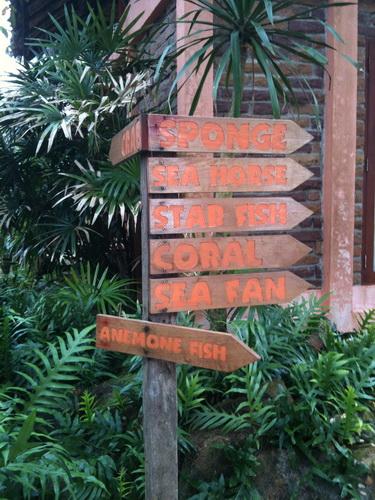 SPONGE
SEA HORSE
STAR FISH
CORAL
SEA FAN
ANEMONE FISH